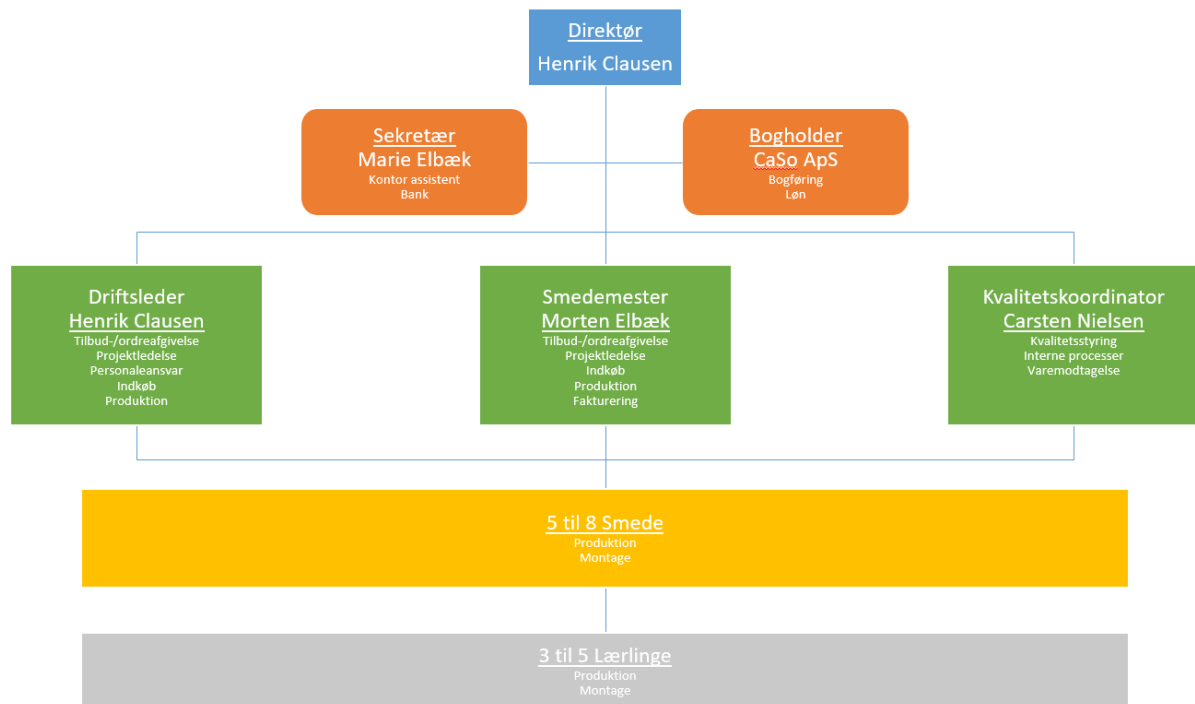 Direktør
Henrik Clausen
Sekretær
Marie Elbæk
Kontor assistent
Bank
Bogholder
CaSo ApS
Bogføring
Løn
Driftsleder
Henrik Clausen
Tilbud-/ordreafgivelse
Projektledelse
Personaleansvar
Indkøb
Produktion
Smedemester
Morten Elbæk
Tilbud-/ordreafgivelse
Projektledelse
Indkøb
Produktion
Fakturering
Kvalitetskoordinator
Carsten Nielsen
Kvalitetsstyring
Interne processer
Varemodtagelse
5 til 8 Smede
Produktion
Montage
3 til 5 Lærlinge
Produktion
Montage